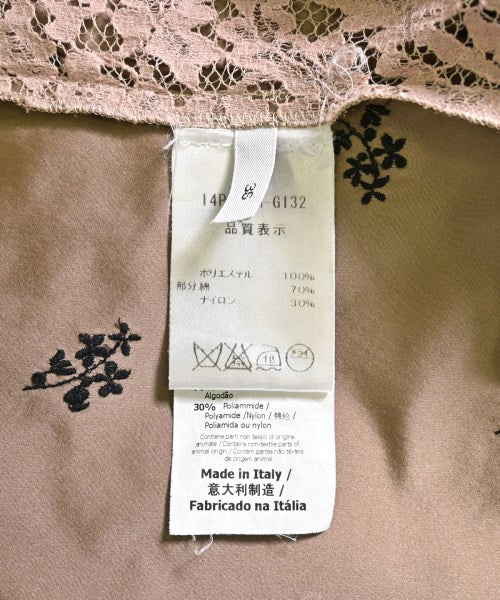 38
品質表示
ポリエステル 100%
部分綿 70%
ナイロン 30%
Algodão
30% Poliammide /
Polyamide /Nylon / 锦纶 /
Poliamida ou nylon
Contiene parti non tessili di origine
animale / Contains non-textile parts of
animal origin / Contém partes não têxteis
de origem animal
Made in Italy /
意大利制造 /
Fabricado na Itália